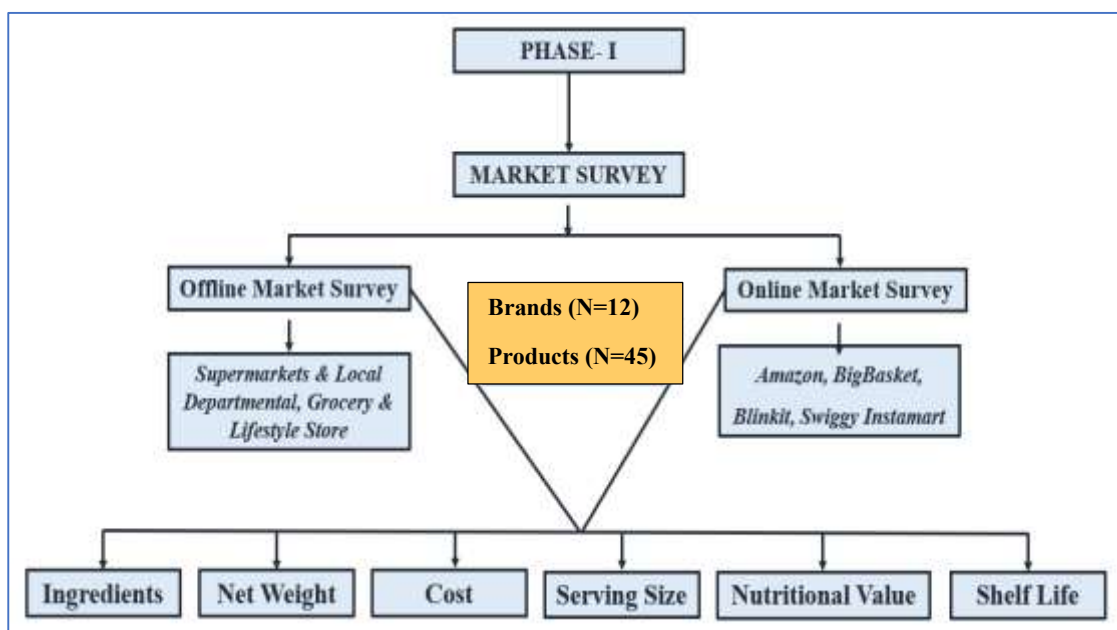 PHASE- I
MARKET SURVEY
Offline Market Survey
Brands (N=12)
Products (N=45)
Online Market Survey
Supermarkets & Local
Departmental, Grocery &
Lifestyle Store
Amazon, BigBasket,
Blinkit, Swiggy Instamart
Ingredients
Net Weight
Cost
Serving Size
Nutritional Value
Shelf Life